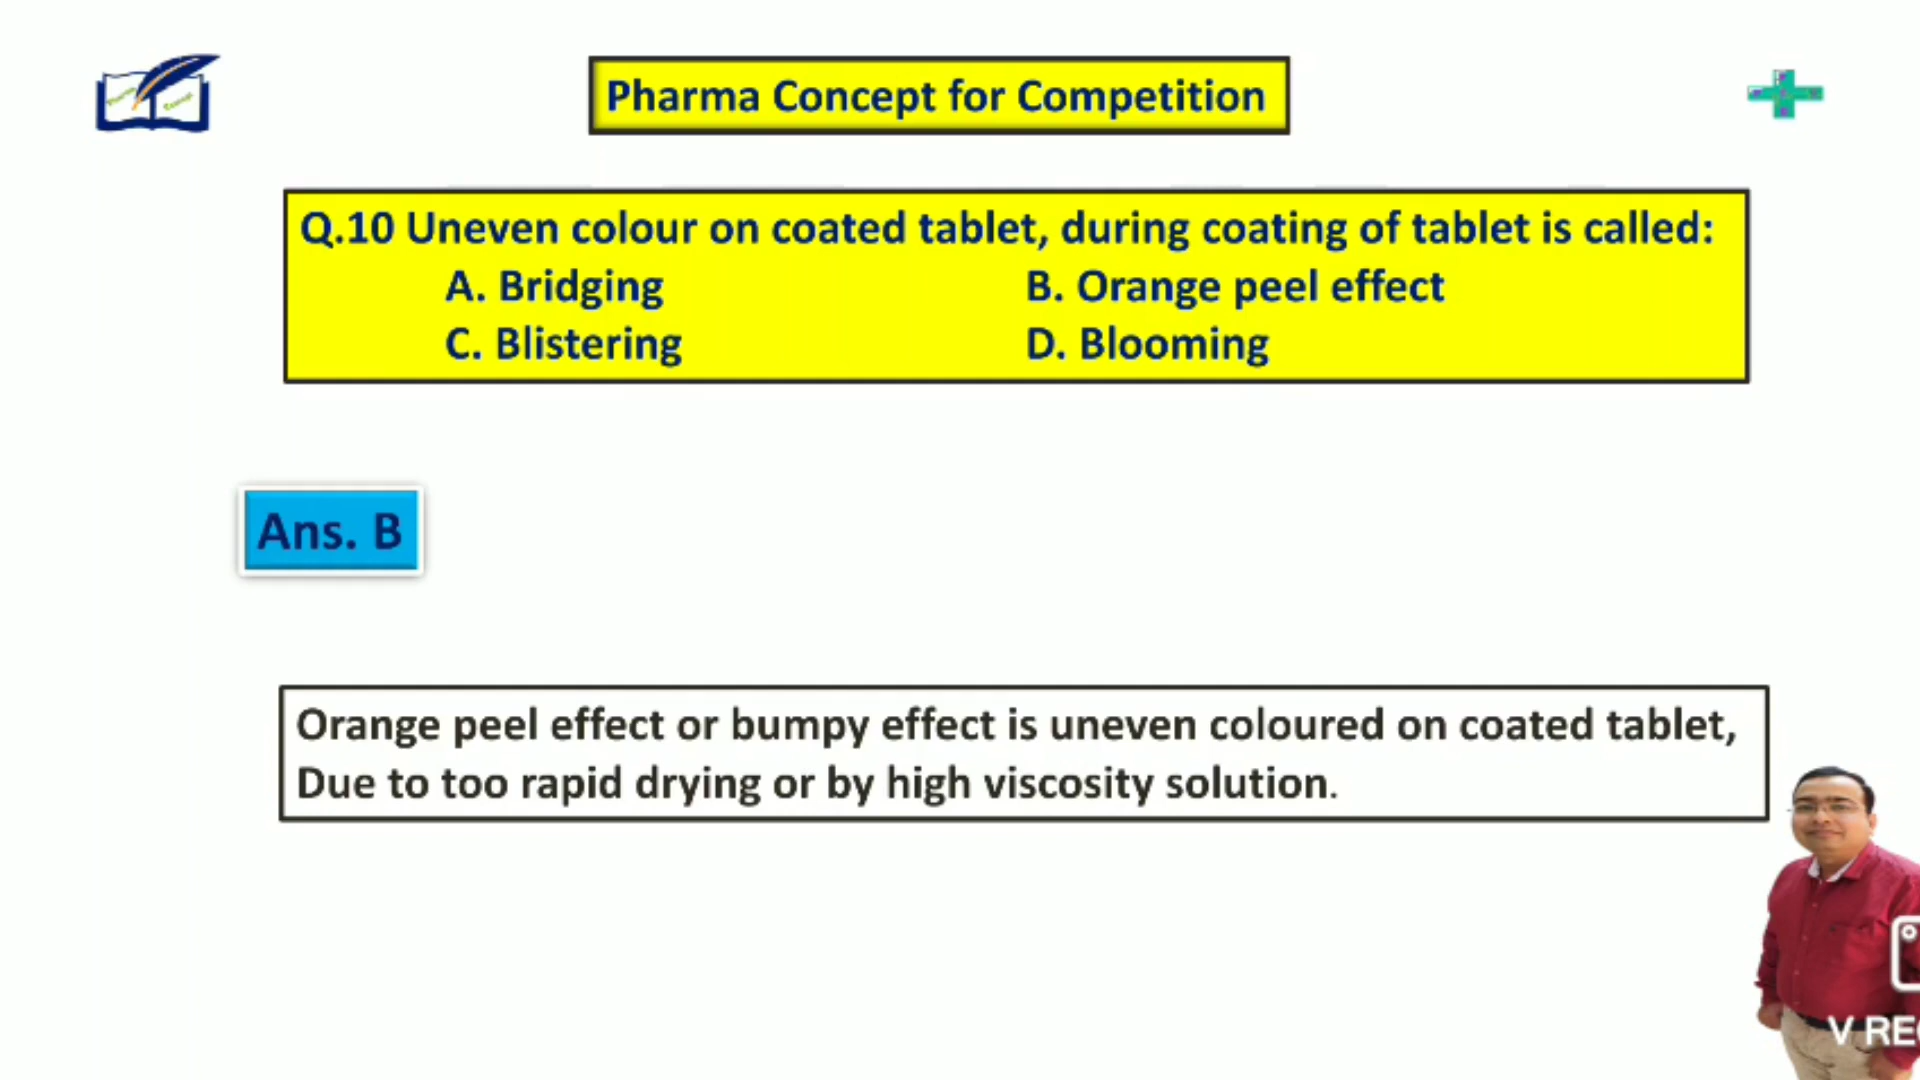 Pharma Concept for Competition
Q.10 Uneven colour on coated tablet, during coating of tablet is called:
A. Bridging B. Orange peel effect
C. Blistering D. Blooming
Ans. B
Orange peel effect or bumpy effect is uneven coloured on coated tablet,
Due to too rapid drying or by high viscosity solution.
V RE